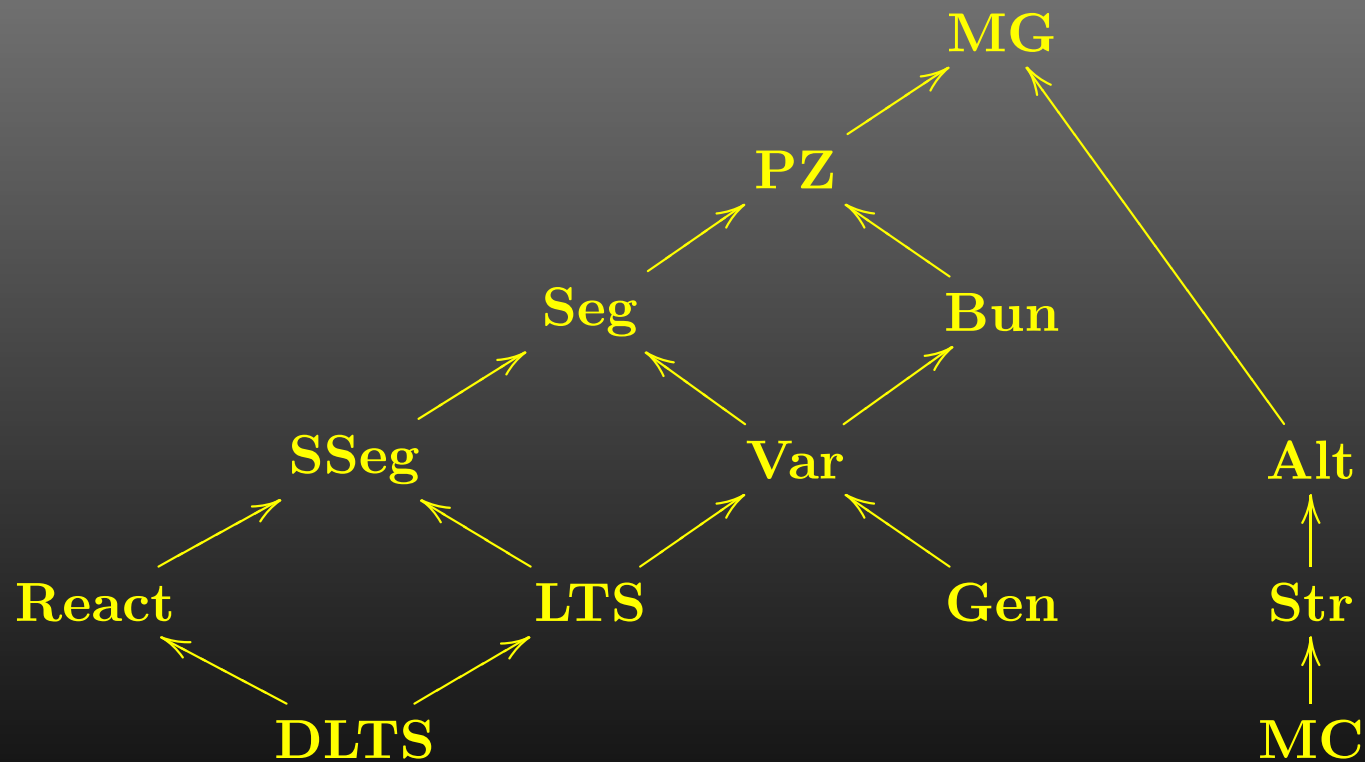 MG
PZ
Seg Bun
SSeg Var Alt
React LTS Gen Str
DLTS MC